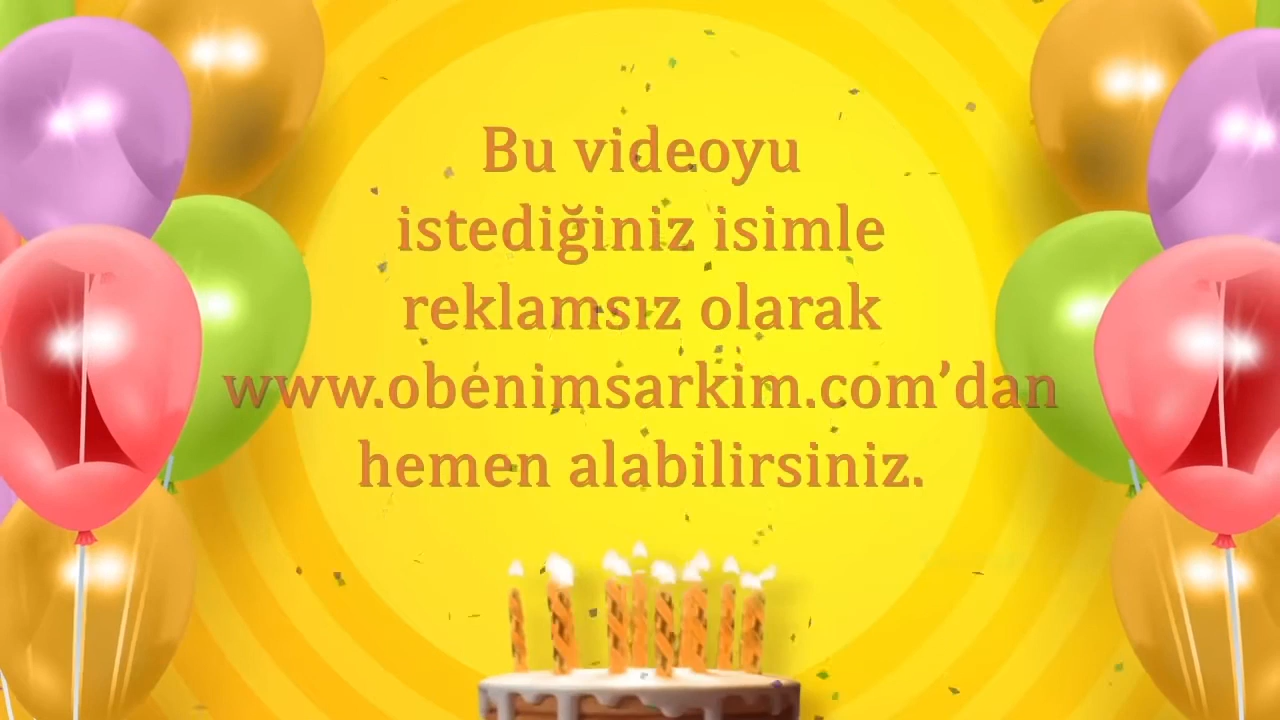 Bu videoyu
istediğiniz isimle
reklamsız olarak
www.obenimsarkim.com’dan
hemen alabilirsiniz.